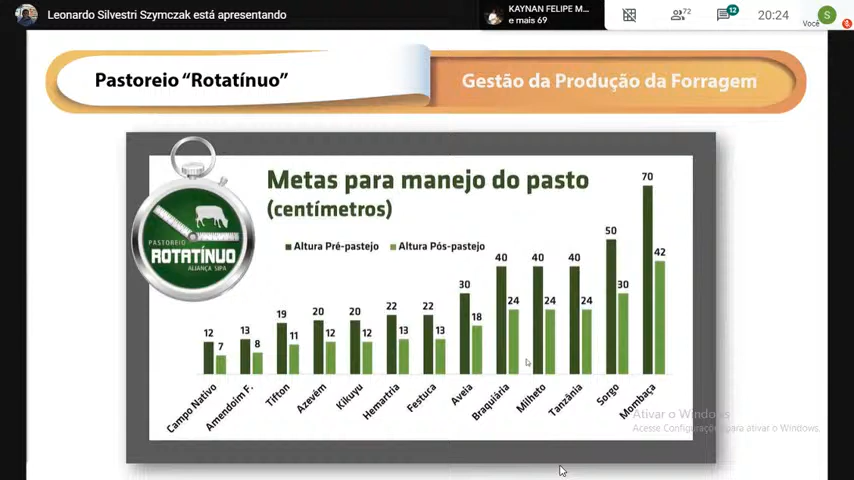 Leonardo Silvestri Szymczak está apresentando
KAYNAN FELIPE M...
e mais 69
72
12
20:24
S
Você
Pastoreio “Rotatínuo”
Gestão da Produção da Forragem
Metas para manejo do pasto
(centímetros)
PASTOREIO
ROTATÍNUO
ALIANÇA SIPA
Altura Pré-pastejo Altura Pós-pastejo
12 7 13 8 19 11 20 12 20 12 22 13 22 13 30 18 40 24 40 24 40 24 50 30 70 42
Campo Nativo
Amendoim F.
Tífton
Azevém
Kikuyu
Hemartria
Festuca
Aveia
Braquiária
Milheto
Tanzânia
Sorgo
Mombaça
Ativar o Windows
Acesse Configurações para ativar o Windows.